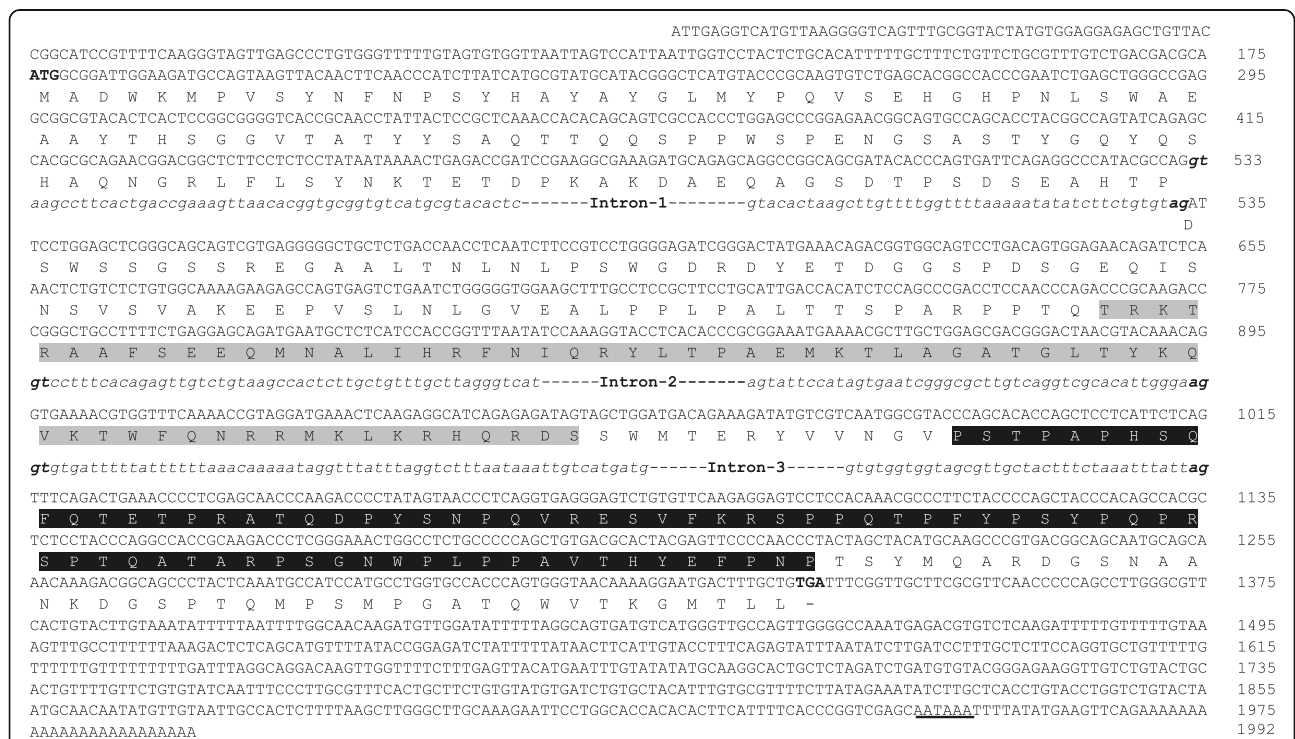 ATTGAGGTCATGTTAAGGGGTCAGTTTGCGGTACTATGTGGAGGAGAGCTGTTAC
CGGCATCCGTTTTCAAGGGTAGTTGAGCCCTGTGGGTTTTTGTAGTGTGGTTAATTAGTCCATTAATTGGTCCTACTCTGCACATTTTTGCTTTCTGTTCTGCGTTTGTCTGACGACGCA 175
ATGGCGGATTGGAAGATGCCAGTAAGTTACAACTTCAACCCATCTTATCATGCGTATGCATACGGGCTCATGTACCCGCAAGTGTCTGAGCACGGCCACCCGAATCTGAGCTGGGCCGAG 295
M A D W K M P V S Y N F N P S Y H A Y A Y G L M Y P Q V S E H G H P N L S W A E
GCGGCGTACACTCACTCCGGCGGGGTCACCGCAACCTATTACTCCGCTCAAACCACACAGCAGTCGCCACCCTGGAGCCCGGAGAACGGCAGTGCCAGCACCTACGGCCAGTATCAGAGC 415
A A Y T H S G G V T A T Y Y S A Q T T Q Q S P P W S P E N G S A S T Y G Q Y Q S
CACGCGCAGAACGGACGGCTCTTCCTCTCCTATAATAAAACTGAGACCGATCCGAAGGCGAAAGATGCAGAGCAGGCCGGCAGCGATACACCCAGTGATTCAGAGGCCCATACGCCAGgt 533
H A Q N G R L F L S Y N K T E T D P K A K D A E Q A G S D T P S D S E A H T P
aagccttcactgaccgaaagttaacacggtgcggtgtcatgcgtacactc-------Intron-1--------gtacactaagcttgttttggttttaaaaatatatcttctgtgtagAT 535
D
TCCTGGAGCTCGGGCAGCAGTCGTGAGGGGGCTGCTCTGACCAACCTCAATCTTCCGTCCTGGGGAGATCGGGACTATGAAACAGACGGTGGCAGTCCTGACAGTGGAGAACAGATCTCA 655
S W S S G S S R E G A A L T N L N L P S W G D R D Y E T D G G S P D S G E Q I S
AACTCTGTCTCTGTGGCAAAAGAAGAGCCAGTGAGTCTGAATCTGGGGGTGGAAGCTTTGCCTCCGCTTCCTGCATTGACCACATCTCCAGCCCGACCTCCAACCCAGACCCGCAAGACC 775
N S V S V A K E E P V S L N L G V E A L P P L P A L T T S P A R P P T Q T R K T
CGGGCTGCCTTTTCTGAGGAGCAGATGAATGCTCTCATCCACCGGTTTAATATCCAAAGGTACCTCACACCCGCGGAAATGAAAACGCTTGCTGGAGCGACGGGACTAACGTACAAACAG 895
R A A F S E E Q M N A L I H R F N I Q R Y L T P A E M K T L A G A T G L T Y K Q
gtcctttcacagagttgtctgtaagccactcttgctgtttgcttagggtcat------Intron-2-------agtattccatagtgaatcgggcgcttgtcaggtcgcacattgggaag
GTGAAAACGTGGTTTCAAAACCGTAGGATGAAACTCAAGAGGCATCAGAGAGATAGTAGCTGGATGACAGAAAGATATGTCGTCAATGGCGTACCCAGCACACCAGCTCCTCATTCTCAG 1015
V K T W F Q N R R M K L K R H Q R D S S W M T E R Y V V N G V P S T P A P H S Q
gtgtgatttttatttttttaaacaaaaataggtttatttaggtctttaataaattgtcatgatg------Intron-3------gtgtggtggtagcgttgctactttctaaatttattag
TTTCAGACTGAAACCCCTCGAGCAACCCAAGACCCCTATAGTAACCCTCAGGTGAGGGAGTCTGTGTTCAAGAGGAGTCCTCCACAAACGCCCTTCTACCCCAGCTACCCACAGCCACGC 1135
F Q T E T P R A T Q D P Y S N P Q V R E S V F K R S P P Q T P F Y P S Y P Q P R
TCTCCTACCCAGGCCACCGCAAGACCCTCGGGAAACTGGCCTCTGCCCCCAGCTGTGACGCACTACGAGTTCCCCAACCCTACTAGCTACATGCAAGCCCGTGACGGCAGCAATGCAGCA 1255
S P T Q A T A R P S G N W P L P P A V T H Y E F P N P T S Y M Q A R D G S N A A
AACAAAGACGGCAGCCCTACTCAAATGCCATCCATGCCTGGTGCCACCCAGTGGGTAACAAAAGGAATGACTTTGCTGTGATTTCGGTTGCTTCGCGTTCAACCCCCAGCCTTGGGCGTT 1375
N K D G S P T Q M P S M P G A T Q W V T K G M T L L -
CACTGTACTTGTAAATATTTTTAATTTTGGCAACAAGATGTTGGATATTTTTAGGCAGTGATGTCATGGGTTGCCAGTTGGGGCCAAATGAGACGTGTCTCAAGATTTTTGTTTTTGTAA 1495
AGTTTGCCTTTTTTAAAGACTCTCAGCATGTTTTATACCGGAGATCTATTTTTATAACTTCATTGTACCTTTCAGAGTATTTAATATCTTGATCCTTTGCTCTTCCAGGTGCTGTTTTTG 1615
TTTTTTGTTTTTTTTTGATTTAGGCAGGACAAGTTGGTTTTCTTTGAGTTACATGAATTTGTATATATGCAAGGCACTGCTCTAGATCTGATGTGTACGGGAGAAGGTTGTCTGTACTGC 1735
ACTGTTTTGTTCTGTGTATCAATTTCCCTTGCGTTTCACTGCTTCTGTGTATGTGATCTGTGCTACATTTGTGCGTTTTCTTATAGAAATATCTTGCTCACCTGTACCTGGTCTGTACTA 1855
ATGCAACAATATGTTGTAATTGCCACTCTTTTAAGCTTGGGCTTGCAAAGAATTCCTGGCACCACACACTTCATTTTCACCCGGTCGAGCAATAAATTTTATATGAAGTTCAGAAAAAAA 1975
AAAAAAAAAAAAAAAAA 1992